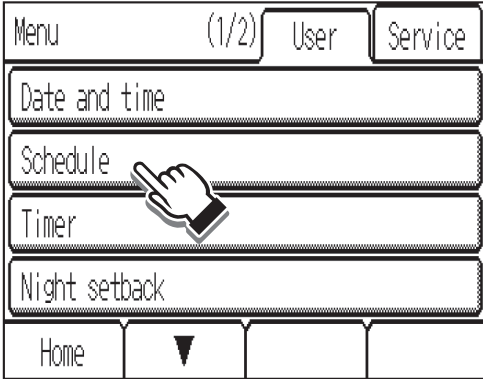 Menu (1/2) User Service
Date and time
Schedule
Timer
Night setback
Home ▼